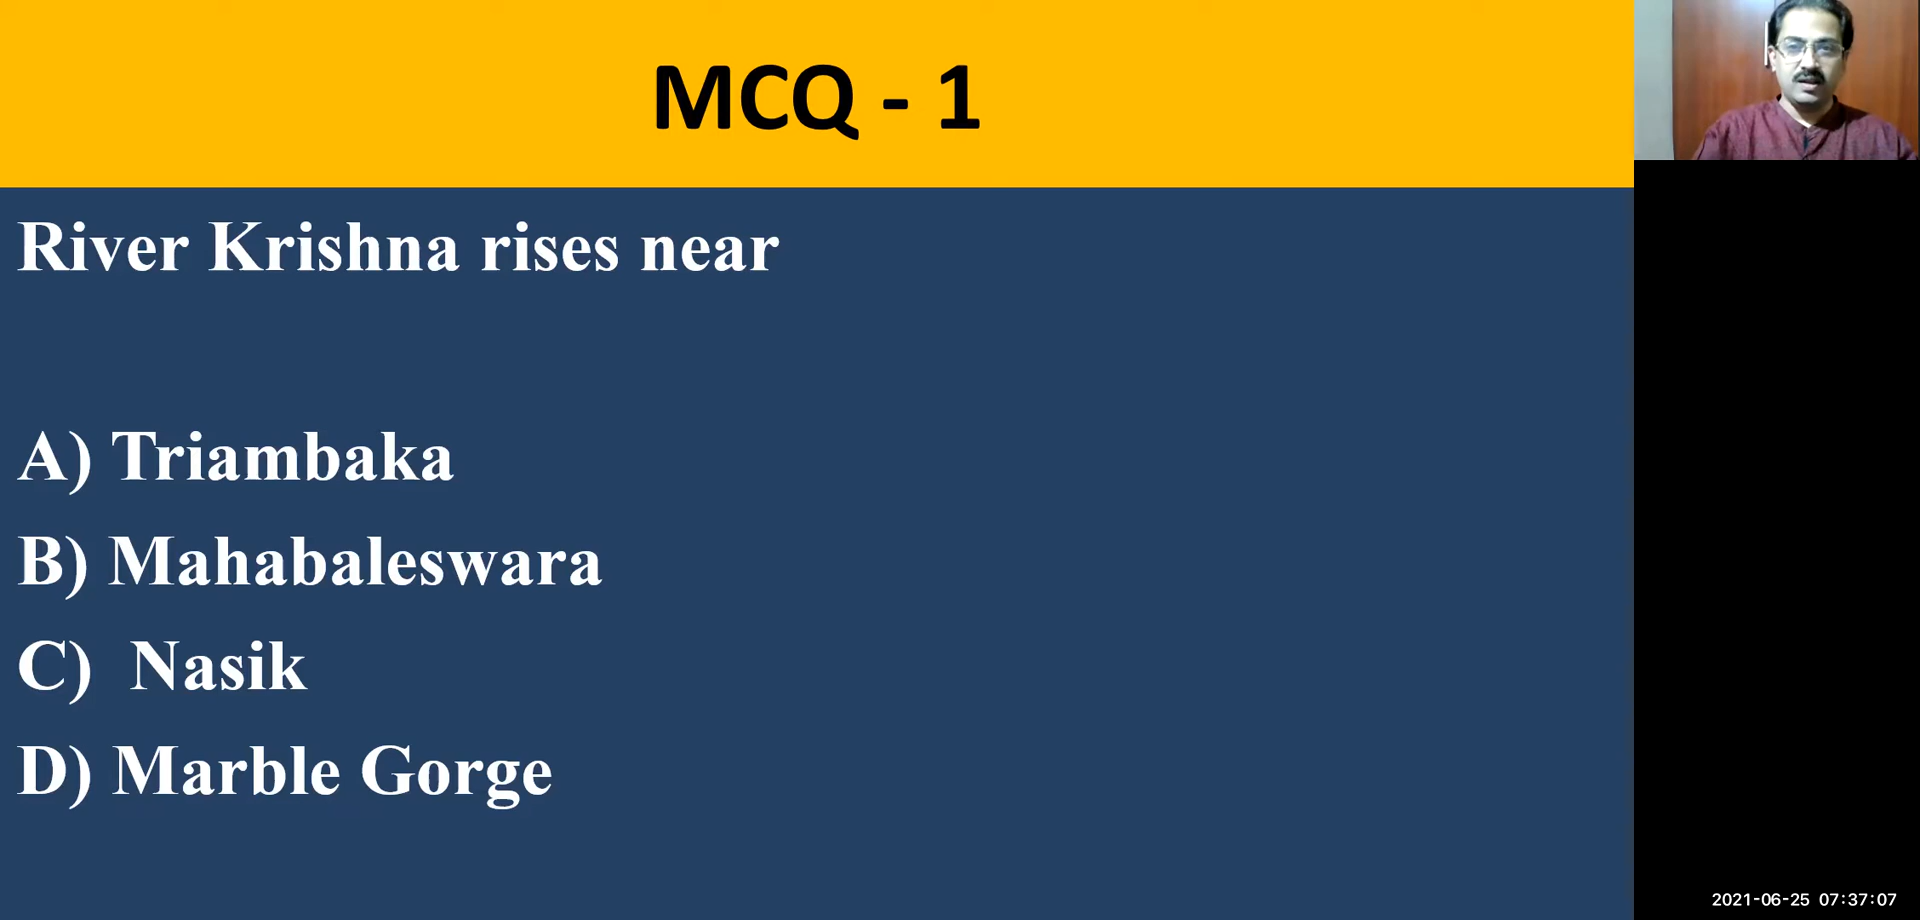 MCQ - 1
River Krishna rises near
A) Triambaka
B) Mahabaleswara
C) Nasik
D) Marble Gorge
2021-06-25 07:37:07